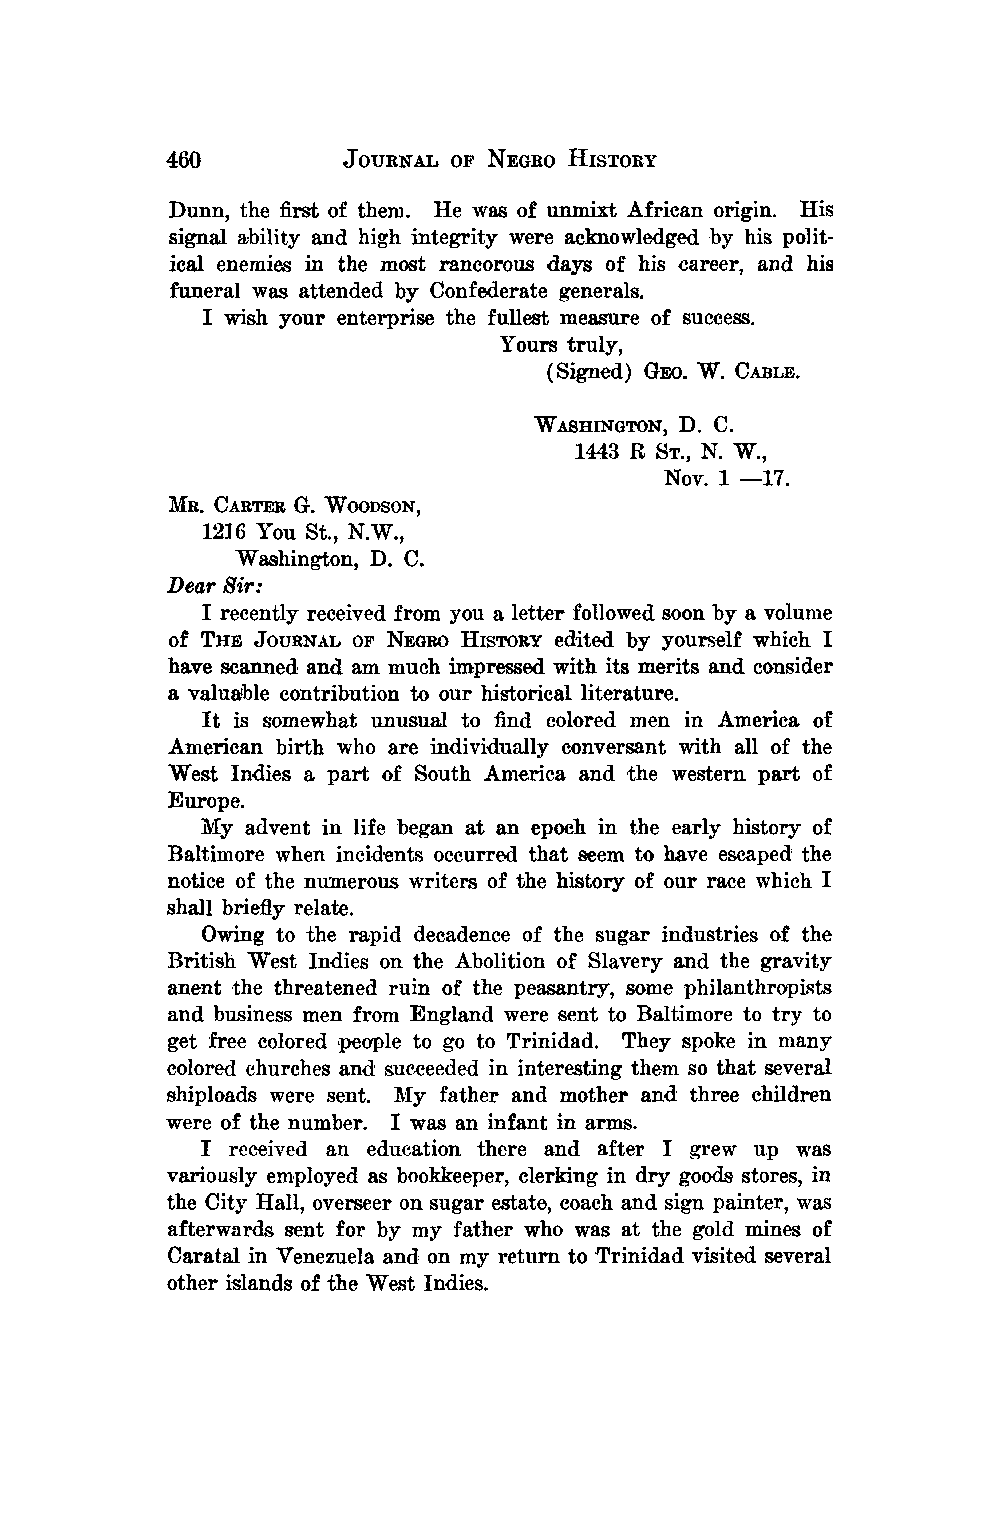 460 JOURNAL OF NEGRO HISTORY
Dunn, the first of them. He was of unmixt African origin. His
signal ability and high integrity were acknowledged by his polit-
ical enemies in the most rancorous days of his career, and his
funeral was attended by Confederate generals.
I wish your enterprise the fullest measure of success.
Yours truly,
(Signed) GEO. W. CABLE.
WASHINGTON, D. C.
1443 R ST., N. W.,
Nov. 1 —17.
MR. CARTER G. WOODSON,
1216 You St., N.W.,
Washington, D. C.
Dear Sir:
I recently received from you a letter followed soon by a volume
of THE JOURNAL OF NEGRO HISTORY edited by yourself which I
have scanned and am much impressed with its merits and consider
a valuable contribution to our historical literature.
It is somewhat unusual to find colored men in America of
American birth who are individually conversant with all of the
West Indies a part of South America and the western part of
Europe.
My advent in life began at an epoch in the early history of
Baltimore when incidents occurred that seem to have escaped the
notice of the numerous writers of the history of our race which I
shall briefly relate.
Owing to the rapid decadence of the sugar industries of the
British West Indies on the Abolition of Slavery and the gravity
anent the threatened ruin of the peasantry, some philanthropists
and business men from England were sent to Baltimore to try to
get free colored people to go to Trinidad. They spoke in many
colored churches and succeeded in interesting them so that several
shiploads were sent. My father and mother and three children
were of the number. I was an infant in arms.
I received an education there and after I grew up was
variously employed as bookkeeper, clerking in dry goods stores, in
the City Hall, overseer on sugar estate, coach and sign painter, was
afterwards sent for by my father who was at the gold mines of
Caratal in Venezuela and on my return to Trinidad visited several
other islands of the West Indies.